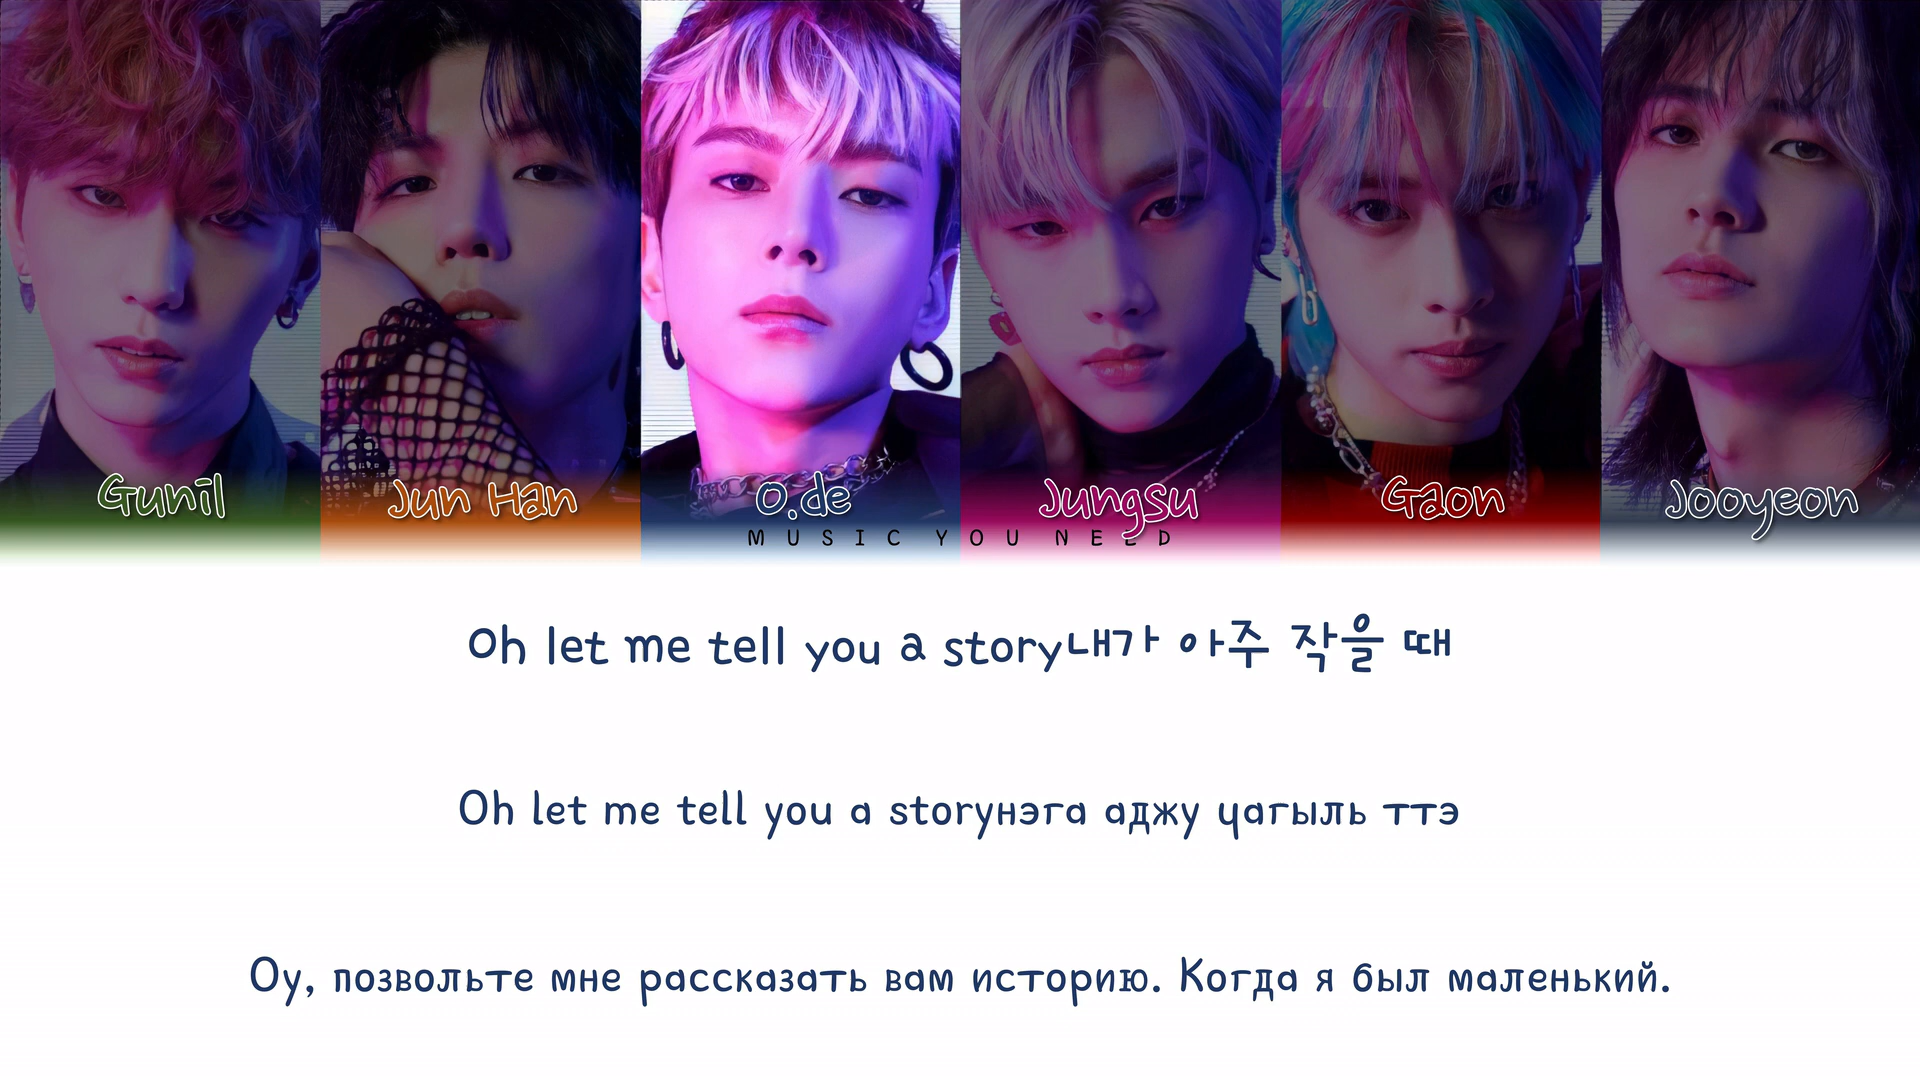 Gunil Jun Han O.de Jungsu Gaon Jooyeon
MUSIC YOU NEED
Oh let me tell you a story내가 아주 작을 때
Oh let me tell you a storyнэга аджу цагыль ттэ
Оу, позвольте мне рассказать вам историю. Когда я был маленький.